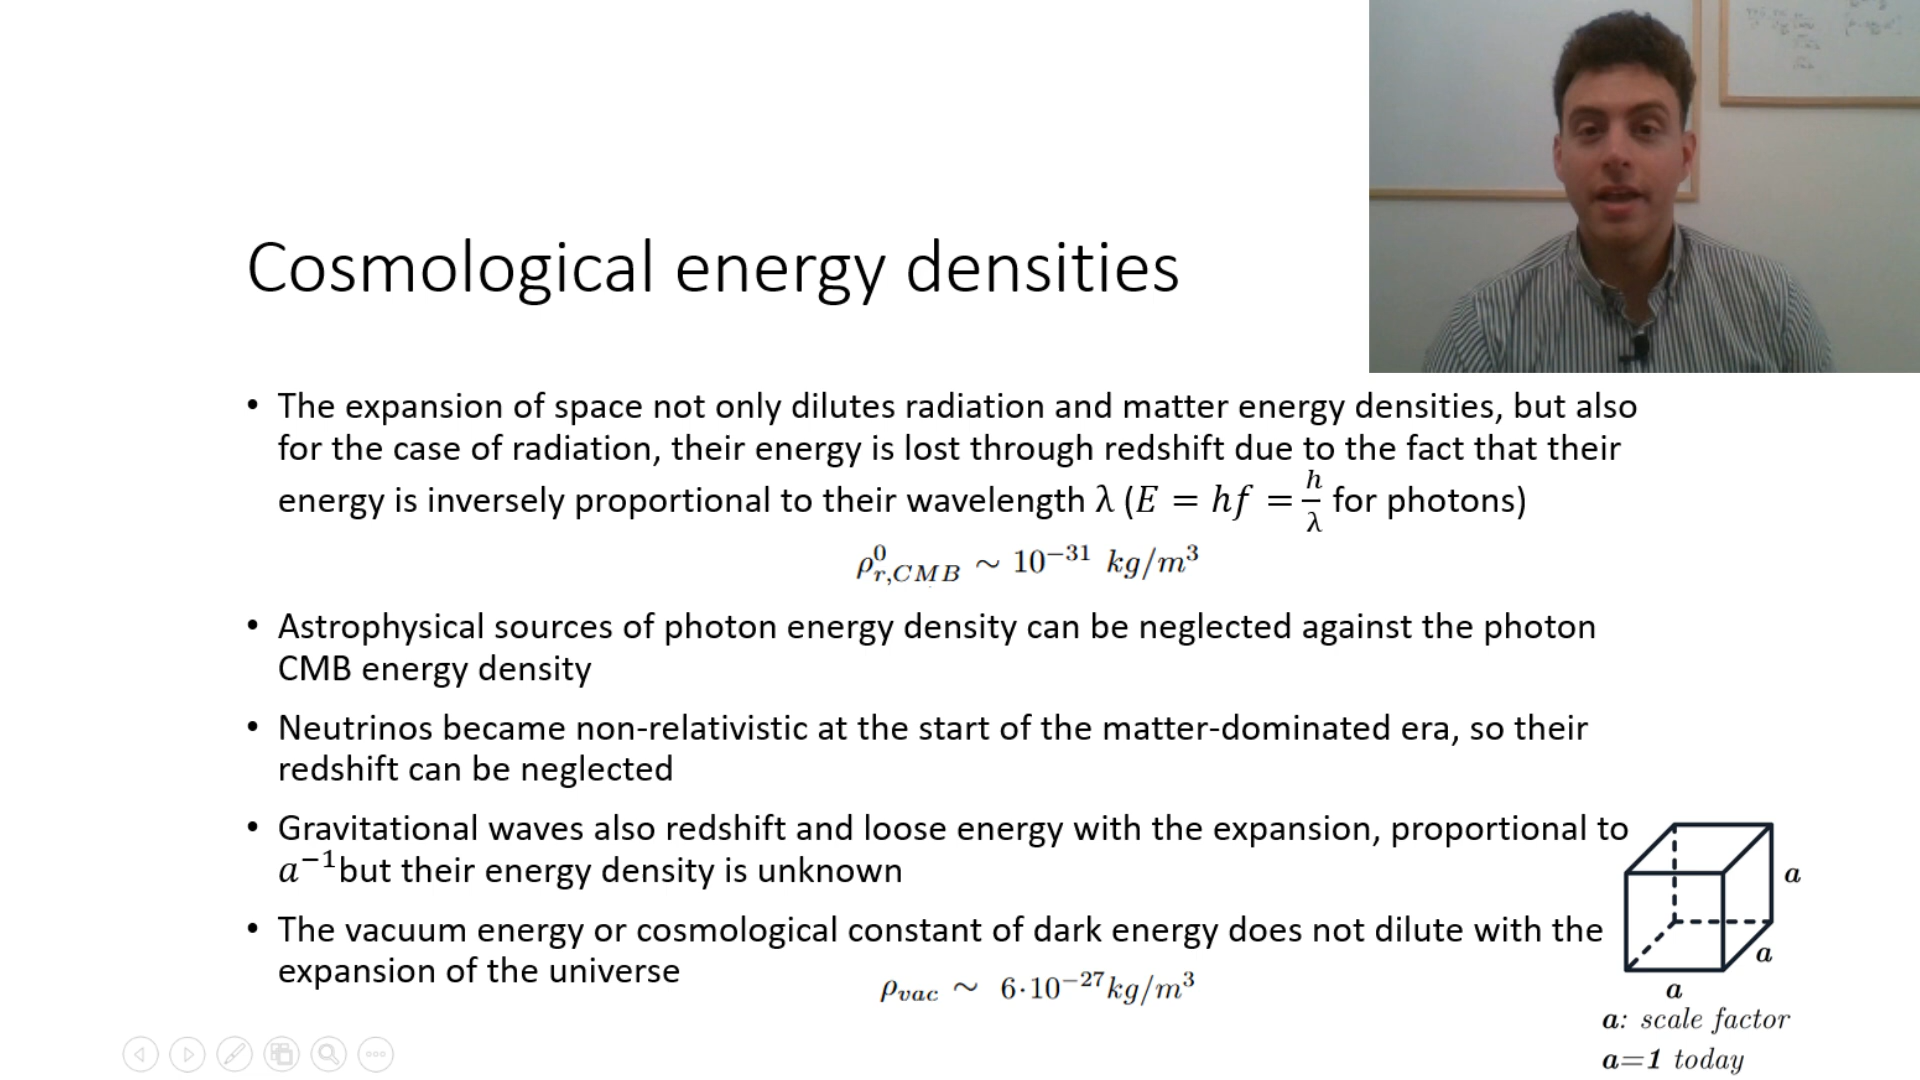 Cosmological energy densities
• The expansion of space not only dilutes radiation and matter energy densities, but also
for the case of radiation, their energy is lost through redshift due to the fact that their
energy is inversely proportional to their wavelength λ (E = hf = h/λ for photons)
ρ⁰_{r,CMB} ∼ 10⁻³¹ kg/m³
• Astrophysical sources of photon energy density can be neglected against the photon
CMB energy density
• Neutrinos became non-relativistic at the start of the matter-dominated era, so their
redshift can be neglected
• Gravitational waves also redshift and loose energy with the expansion, proportional to
a⁻¹but their energy density is unknown
• The vacuum energy or cosmological constant of dark energy does not dilute with the
expansion of the universe
ρ_{vac} ∼ 6·10⁻²⁷kg/m³
a
a
a
a: scale factor
a=1 today